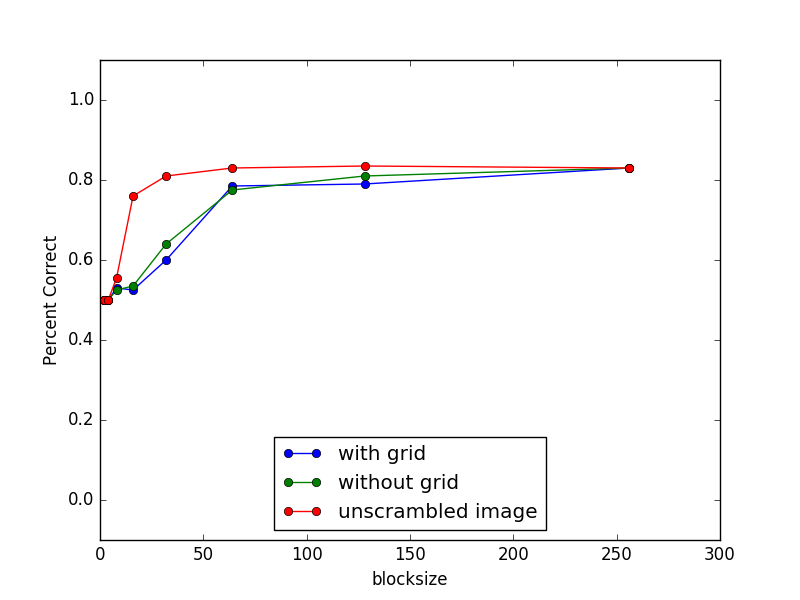 1.0
0.8
0.6
0.4
0.2
0.0
Percent Correct
with grid
without grid
unscrambled image
0 50 100 150 200 250 300
blocksize